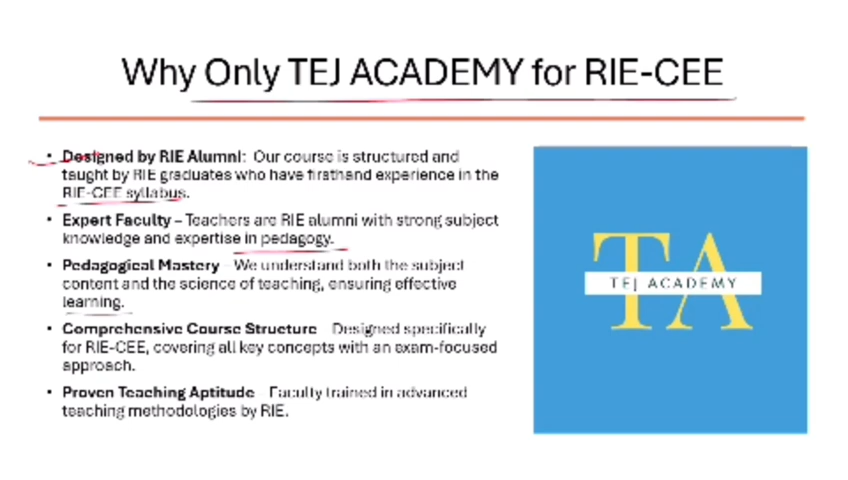 Why Only TEJ ACADEMY for RIE-CEE
• Designed by RIE Alumni: Our course is structured and
taught by RIE graduates who have firsthand experience in the
RIE-CEE syllabus.
• Expert Faculty – Teachers are RIE alumni with strong subject
knowledge and expertise in pedagogy.
• Pedagogical Mastery – We understand both the subject
content and the science of teaching, ensuring effective
learning.
• Comprehensive Course Structure – Designed specifically
for RIE-CEE, covering all key concepts with an exam-focused
approach.
• Proven Teaching Aptitude – Faculty trained in advanced
teaching methodologies by RIE.
TA
TEJ ACADEMY